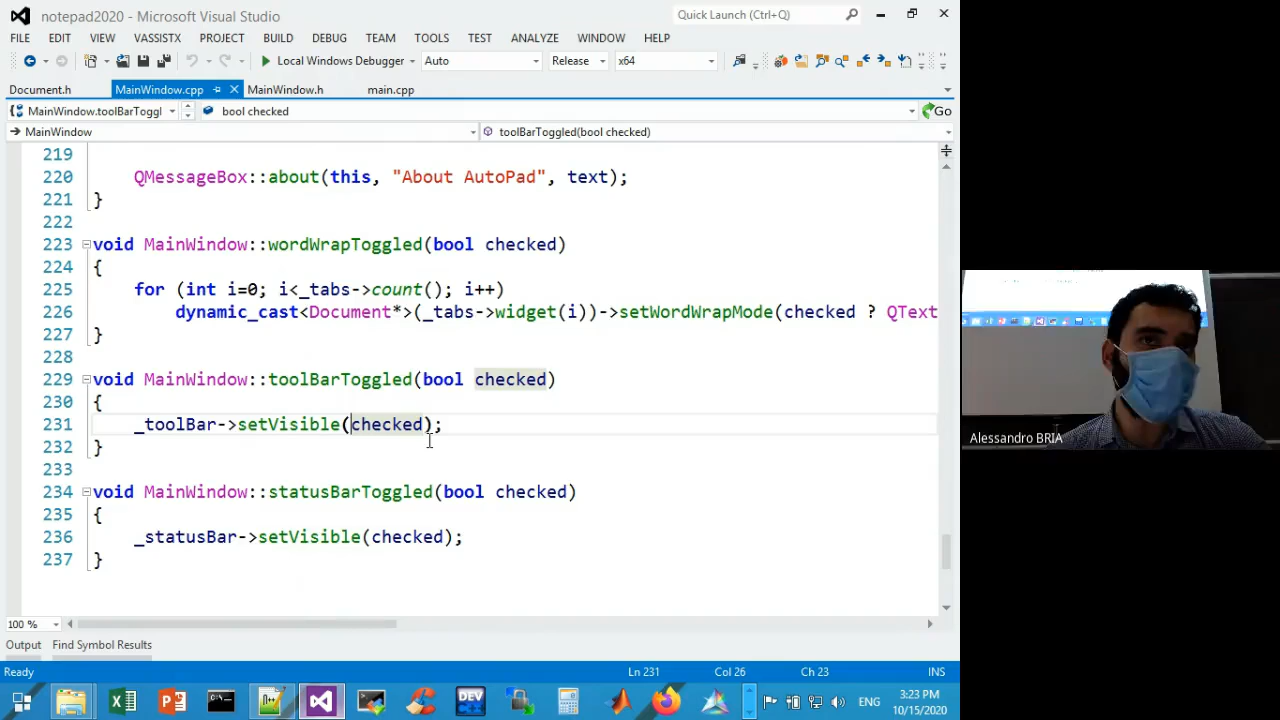 notepad2020 - Microsoft Visual Studio
Quick Launch (Ctrl+Q)
FILE EDIT VIEW VASSISTX PROJECT BUILD DEBUG TEAM TOOLS TEST ANALYZE WINDOW HELP
Local Windows Debugger Auto Release x64
Document.h MainWindow.cpp MainWindow.h main.cpp
MainWindow.toolBarToggl bool checked Go
MainWindow toolBarToggled(bool checked)
219
220 QMessageBox::about(this, "About AutoPad", text);
221 }
222
223 void MainWindow::wordWrapToggled(bool checked)
224 {
225 for (int i=0; i<_tabs->count(); i++)
226 dynamic_cast<Document*>(_tabs->widget(i))->setWordWrapMode(checked ? QText
227 }
228
229 void MainWindow::toolBarToggled(bool checked)
230 {
231 _toolBar->setVisible(checked);
232 }
233
234 void MainWindow::statusBarToggled(bool checked)
235 {
236 _statusBar->setVisible(checked);
237 }
100 %
Output Find Symbol Results
Ready Ln 231 Col 26 Ch 23 INS
DEV ENG 3:23 PM
10/15/2020
Alessandro BRIA